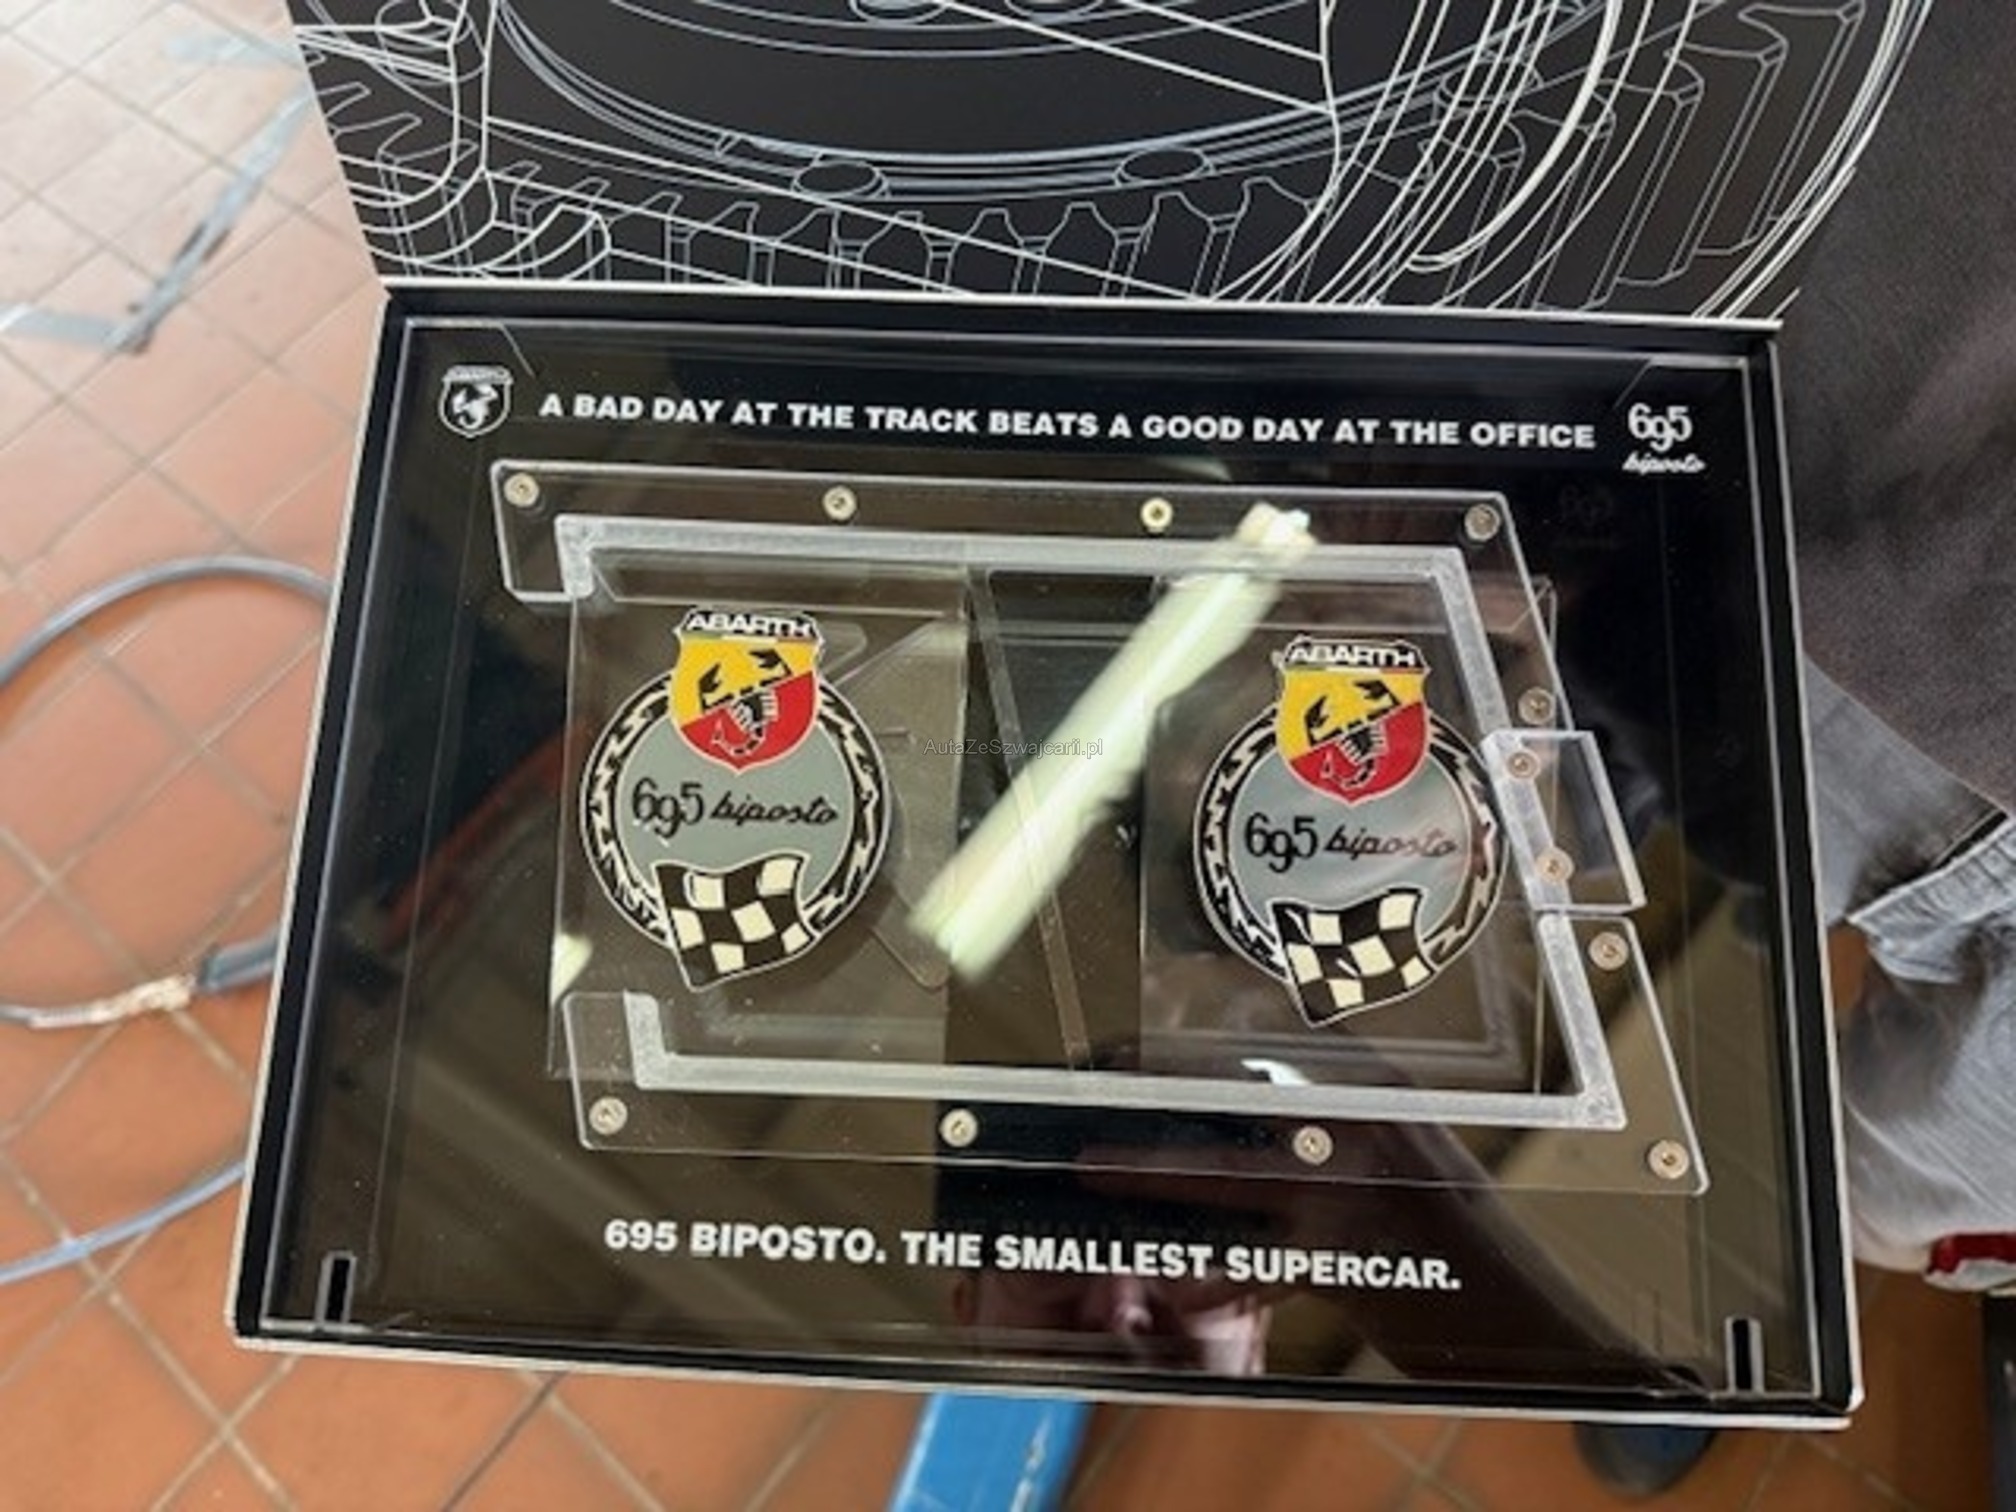 ABARTH
A BAD DAY AT THE TRACK BEATS A GOOD DAY AT THE OFFICE
695
biposto
ABARTH
695 biposto
ABARTH
695 biposto
AutaZeSzwajcarii.pl
695 BIPOSTO. THE SMALLEST SUPERCAR.